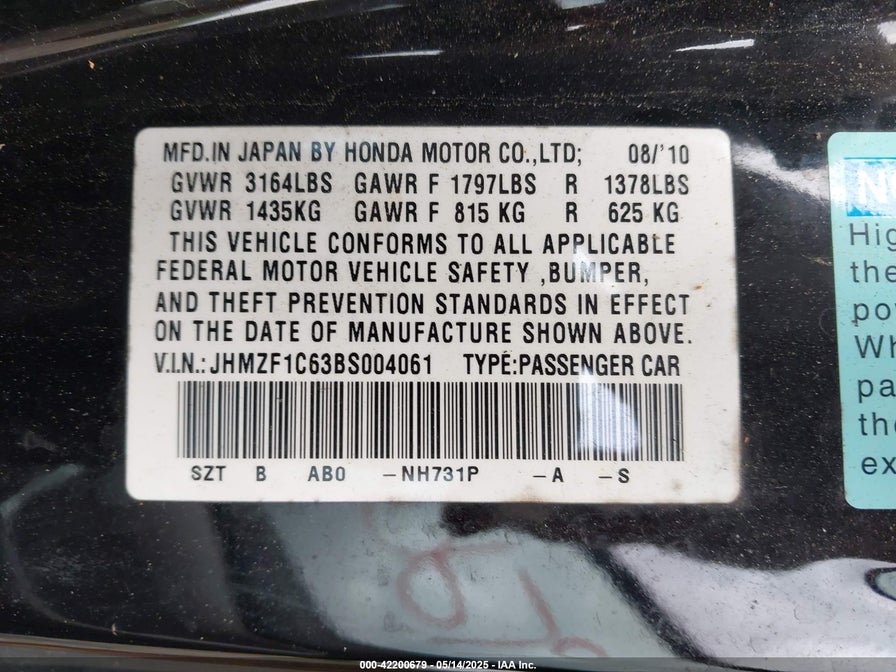 MFD.IN JAPAN BY HONDA MOTOR CO.,LTD; 08/'10
GVWR 3164LBS GAWR F 1797LBS R 1378LBS
GVWR 1435KG GAWR F 815 KG R 625 KG
THIS VEHICLE CONFORMS TO ALL APPLICABLE
FEDERAL MOTOR VEHICLE SAFETY ,BUMPER,
AND THEFT PREVENTION STANDARDS IN EFFECT
ON THE DATE OF MANUFACTURE SHOWN ABOVE.
V.I.N.: JHMZF1C63BS004061 TYPE:PASSENGER CAR
SZT B AB0 -NH731P -A -S
Hig
the
po
Wh
pa
the
ex
000-42200679 - 05/14/2025 - IAA Inc.